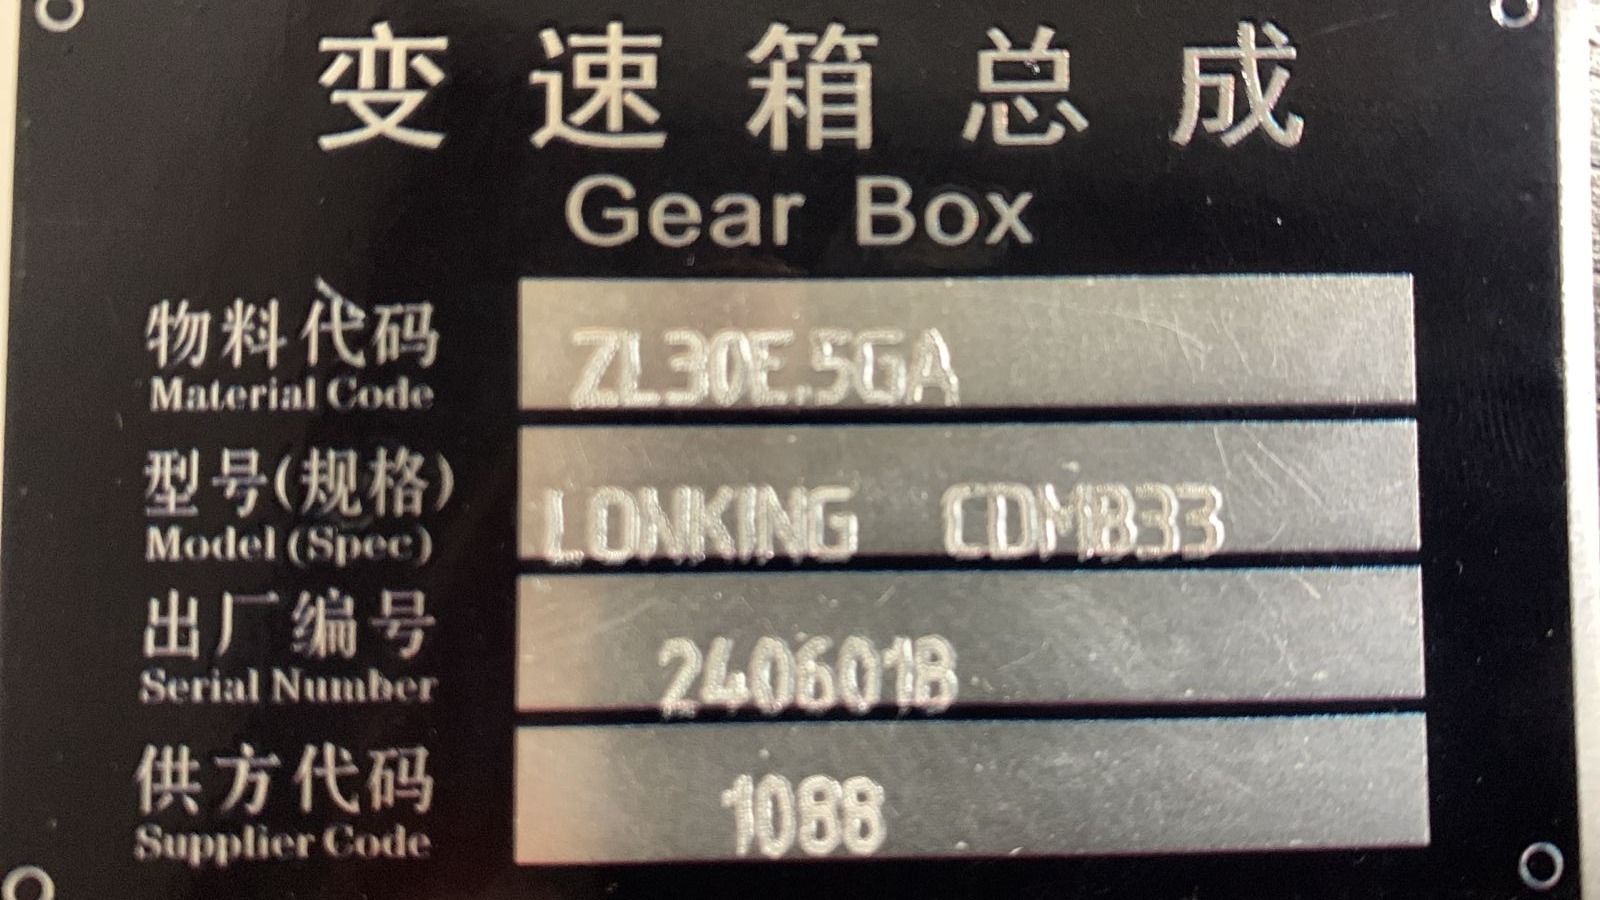 变速箱总成
Gear Box
物料代码 ZL30E.5GA
Material Code
型号(规格) LONKING CDM833
Model (Spec)
出厂编号 2406018
Serial Number
供方代码 1088
Supplier Code